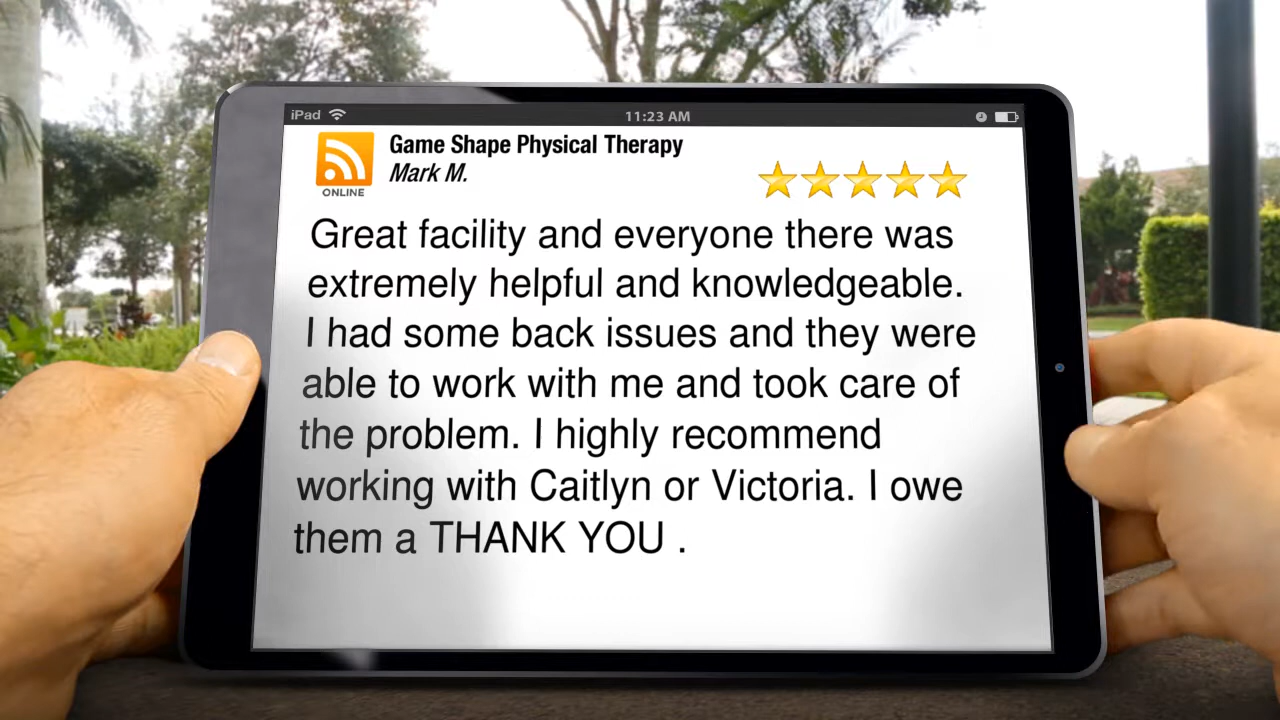 iPad 11:23 AM
Game Shape Physical Therapy
Mark M.
ONLINE
Great facility and everyone there was
extremely helpful and knowledgeable.
I had some back issues and they were
able to work with me and took care of
the problem. I highly recommend
working with Caitlyn or Victoria. I owe
them a THANK YOU .